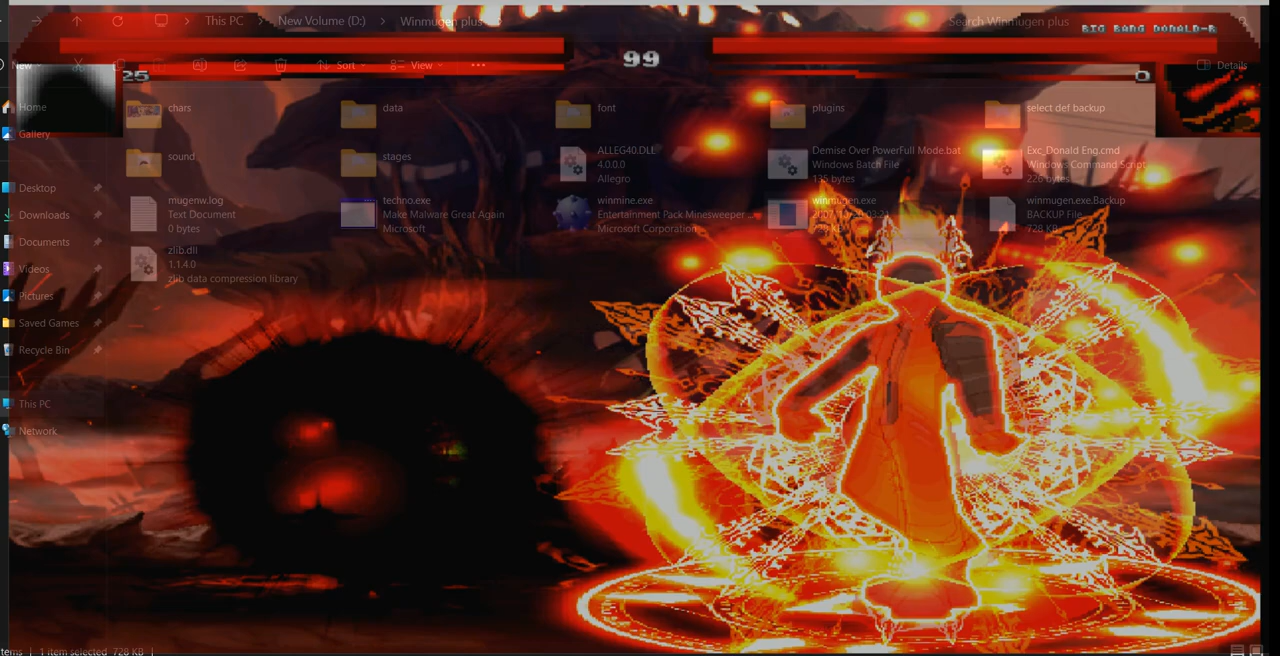 This PC > New Volume (D:) > Winmugen plus
Search Winmugen plus
BIG BANG DONALD-R
99
New
Sort
View
Details
25
0
Home
Gallery
Desktop
Downloads
Documents
Videos
Pictures
Saved Games
Recycle Bin
This PC
Network
chars
data
font
plugins
select def backup
sound
stages
ALLEG40.DLL
4.0.0.0
Allegro
Demise Over PowerFull Mode.bat
Windows Batch File
135 bytes
Exc_Donald Eng.cmd
Windows Command Script
226 bytes
mugenw.log
Text Document
0 bytes
techno.exe
Make Malware Great Again
Microsoft
winmine.exe
Entertainment Pack Minesweeper ...
Microsoft Corporation
winmugen.exe
winmugen.exe.Backup
BACKUP File
728 KB
zlib.dll
1.1.4.0
zlib data compression library
1 item selected 728 KB